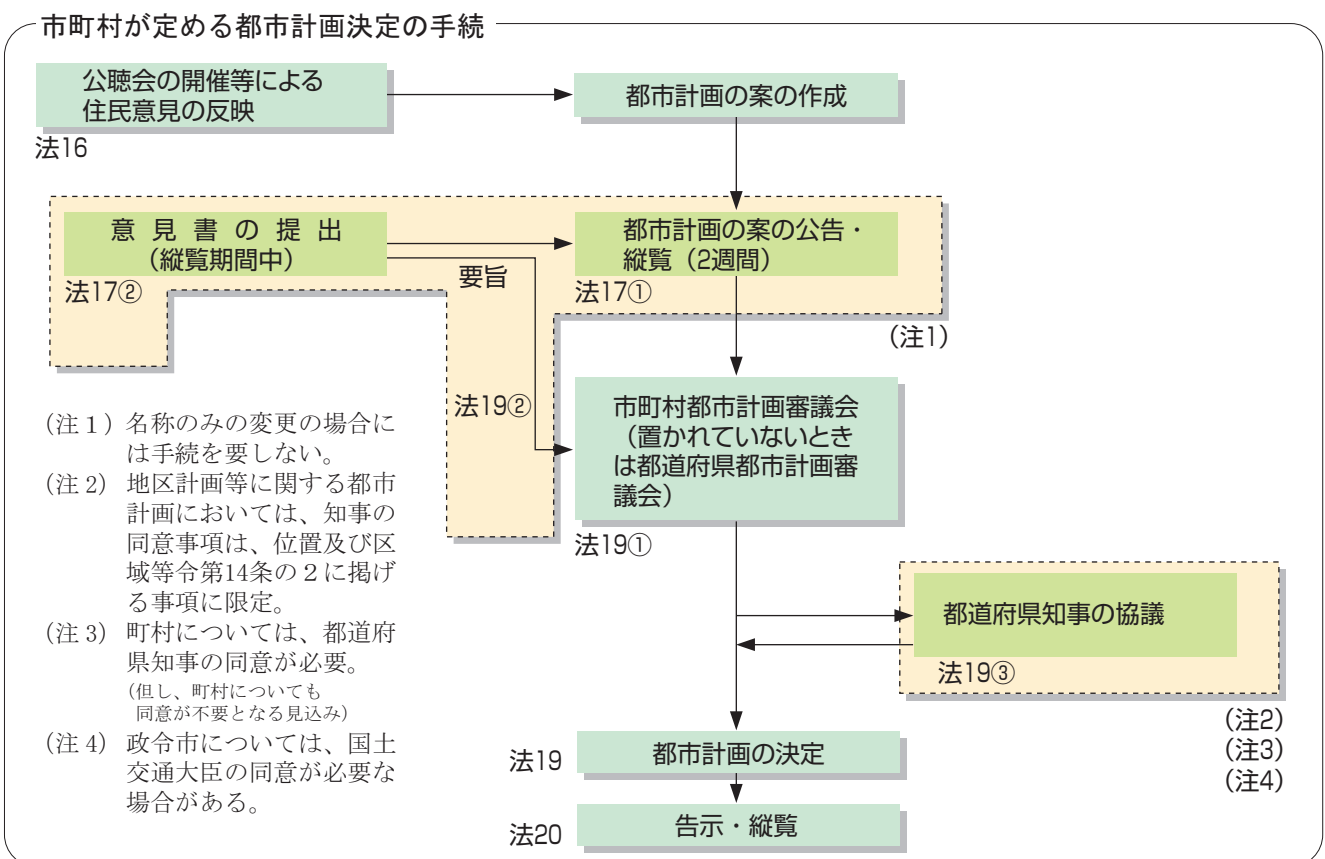 市町村が定める都市計画決定の手続
公聴会の開催等による
住民意見の反映
法16
都市計画の案の作成
意見書の提出
（縦覧期間中）
法17②
要旨
都市計画の案の公告・
縦覧（2週間）
法17①
（注1）
法19②
市町村都市計画審議会
（置かれていないとき
は都道府県都市計画審
議会）
法19①
都道府県知事の協議
法19③
（注2）
（注3）
（注4）
法19
都市計画の決定
法20
告示・縦覧
（注１）名称のみの変更の場合に
は手続を要しない。
（注２）地区計画等に関する都市
計画においては、知事の
同意事項は、位置及び区
域等令第14条の２に掲げ
る事項に限定。
（注３）町村については、都道府
県知事の同意が必要。
（但し、町村についても
同意が不要となる見込み）
（注４）政令市については、国土
交通大臣の同意が必要な
場合がある。